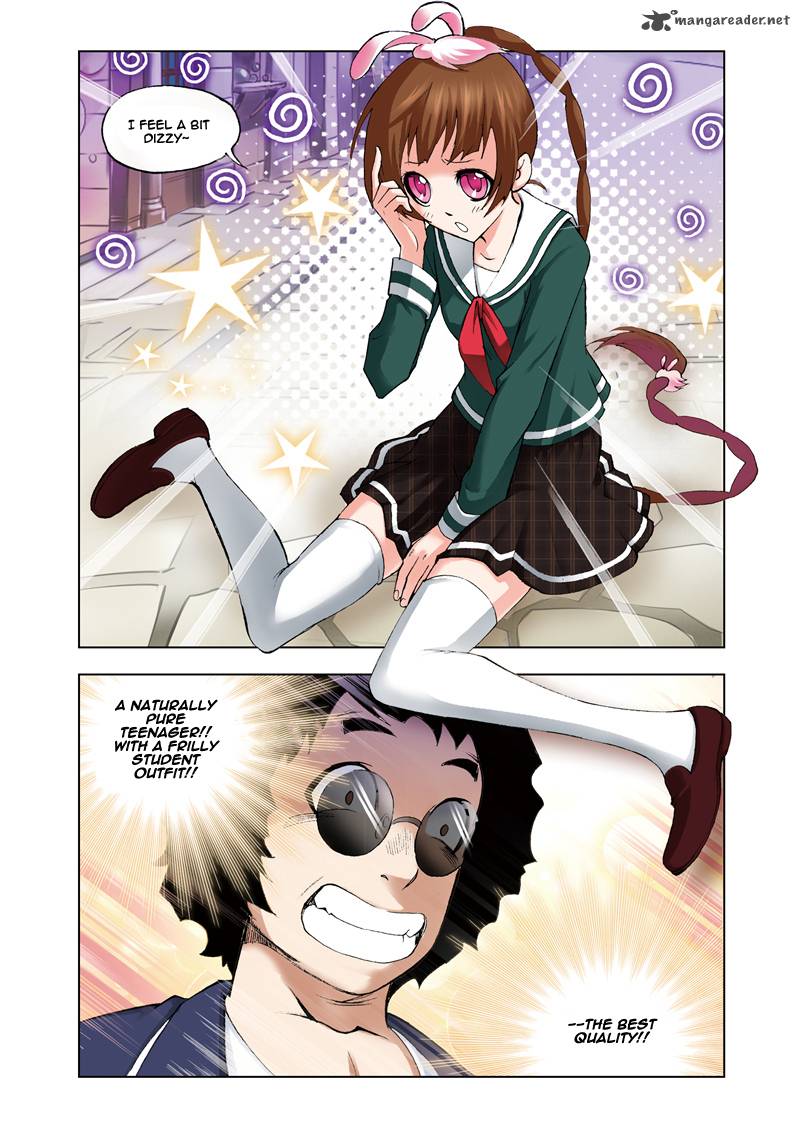 mangareader.net
I FEEL A BIT
DIZZY~
A NATURALLY
PURE
TEENAGER!!
WITH A FRILLY
STUDENT
OUTFIT!!
--THE BEST
QUALITY!!